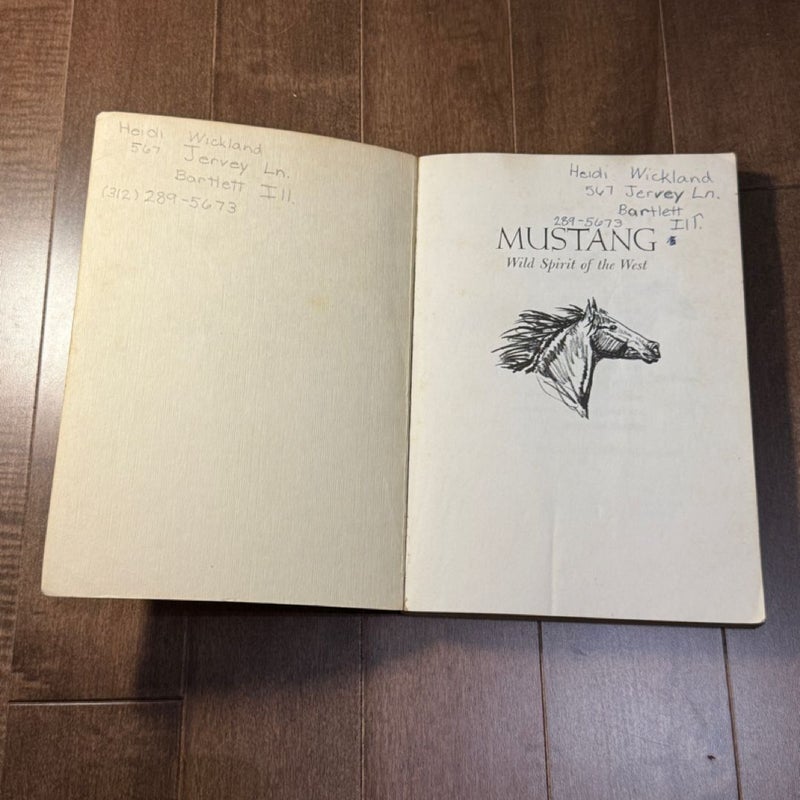 Heidi Wickland
567 Jervey Ln.
Bartlett Ill.
(312) 289-5673
Heidi Wickland
567 Jervey Ln.
Bartlett
Ill.
289-5673
MUSTANG
Wild Spirit of the West